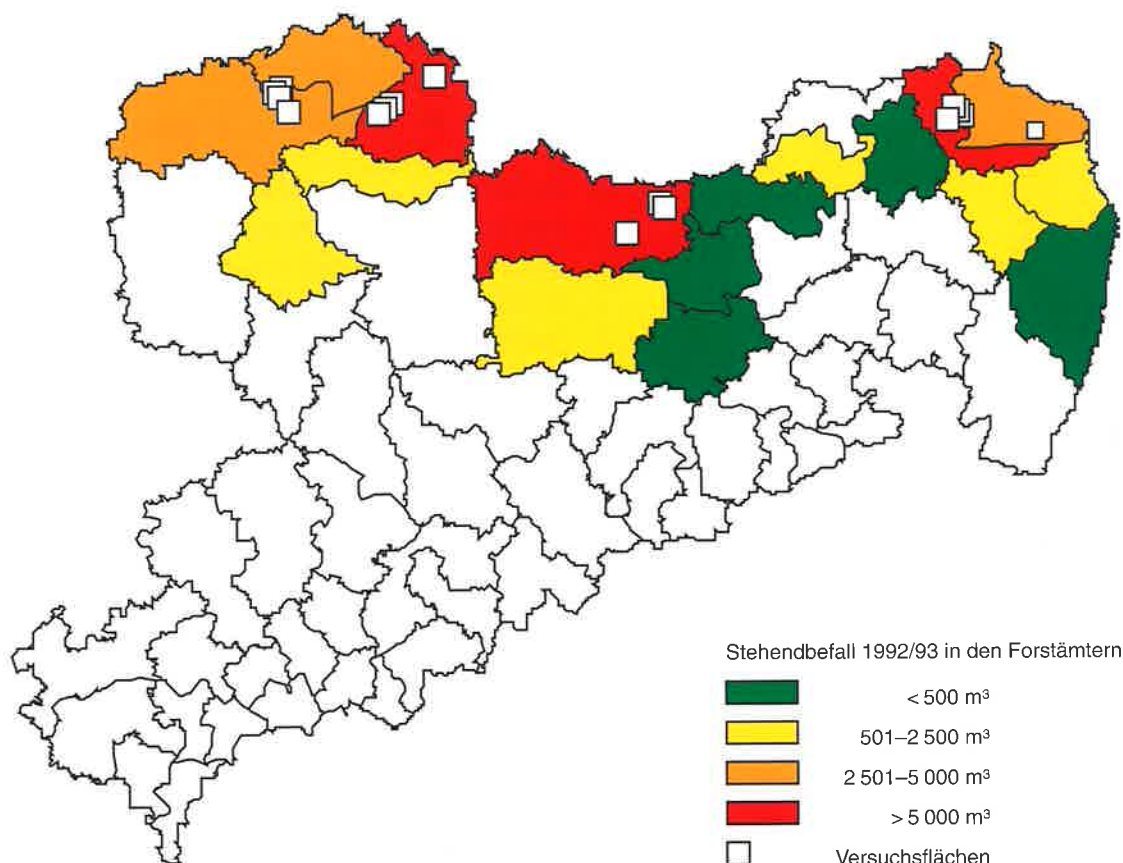 Stehendbefall 1992/93 in den Forstämtern
< 500 m³
501–2 500 m³
2 501–5 000 m³
> 5 000 m³
Versuchsflächen